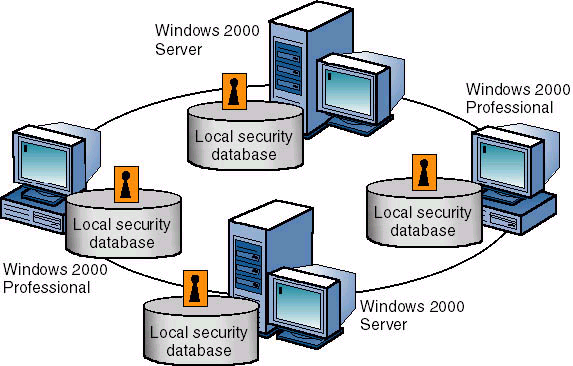 Windows 2000
Server
Local security
database
Windows 2000
Professional
Local security
database
Local security
database
Windows 2000
Professional
Local security
database
Windows 2000
Server